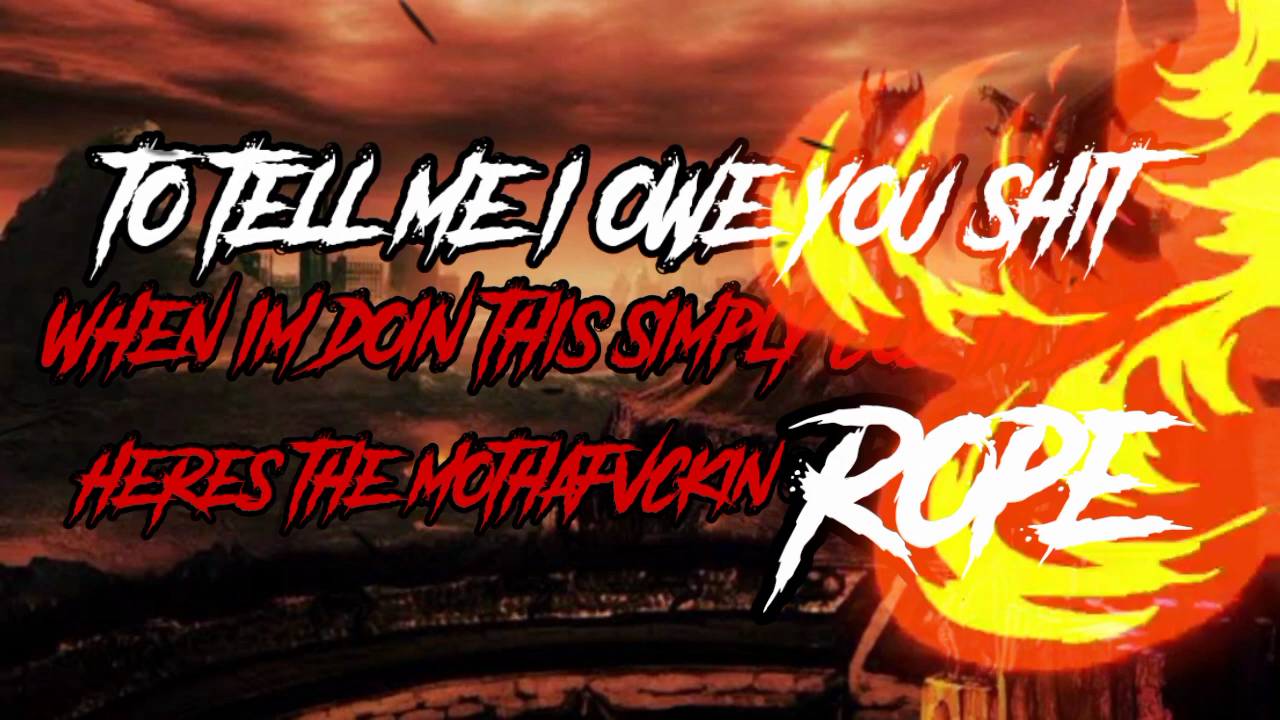 TO TELL ME I OWE YOU SHIT
WHEN IM DOIN THIS SIMPLY
HERES THE MOTHAFVCKIN ROPE